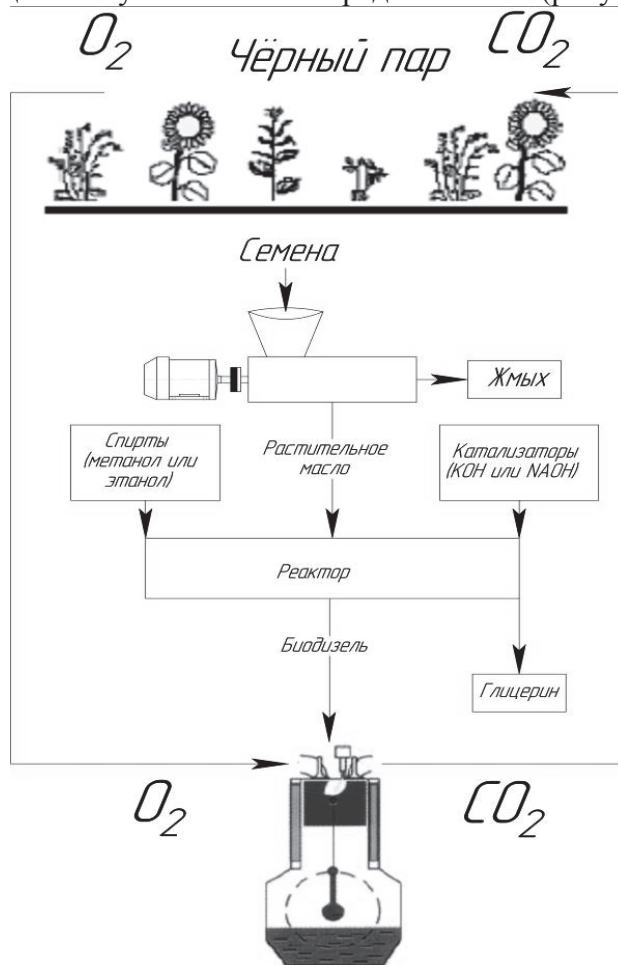 O₂
CO₂
Чёрный пар
Семена
Жмых
Спирты
(метанол или
этанол)
Растительное
масло
Катализаторы
(КОН или NAOH)
Реактор
Биодизель
Глицерин
O₂
CO₂